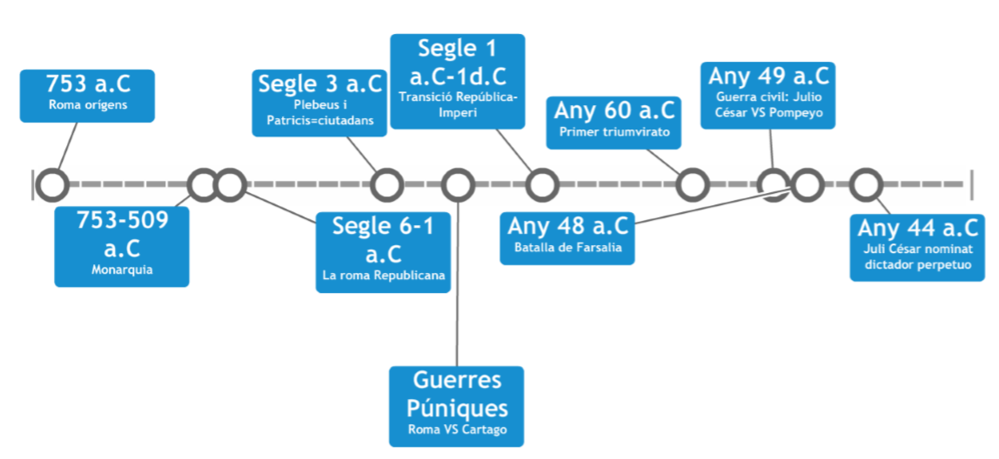 753 a.C
Roma orígens
753-509
a.C
Monarquia
Segle 6-1
a.C
La roma Republicana
Segle 3 a.C
Plebeus i
Patricis=ciutadans
Guerres
Púniques
Roma VS Cartago
Segle 1
a.C-1d.C
Transició República-
Imperi
Any 60 a.C
Primer triumvirato
Any 49 a.C
Guerra civil: Julio
César VS Pompeyo
Any 48 a.C
Batalla de Farsalia
Any 44 a.C
Juli César nominat
dictador perpetuo